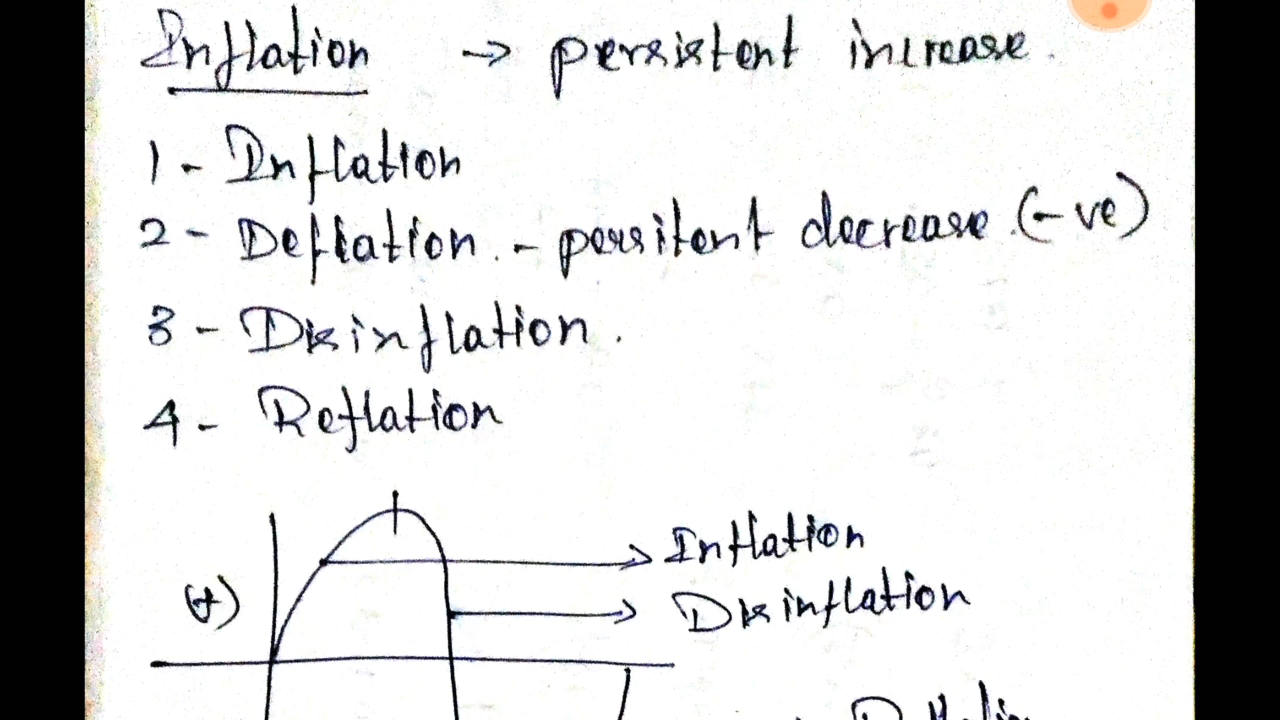 Inflation → persistent increase.
1 - Inflation
2 - Deflation. - persitent decrease. (-ve)
3 - Disinflation.
4 - Reflation
(+)
Inflation
Disinflation